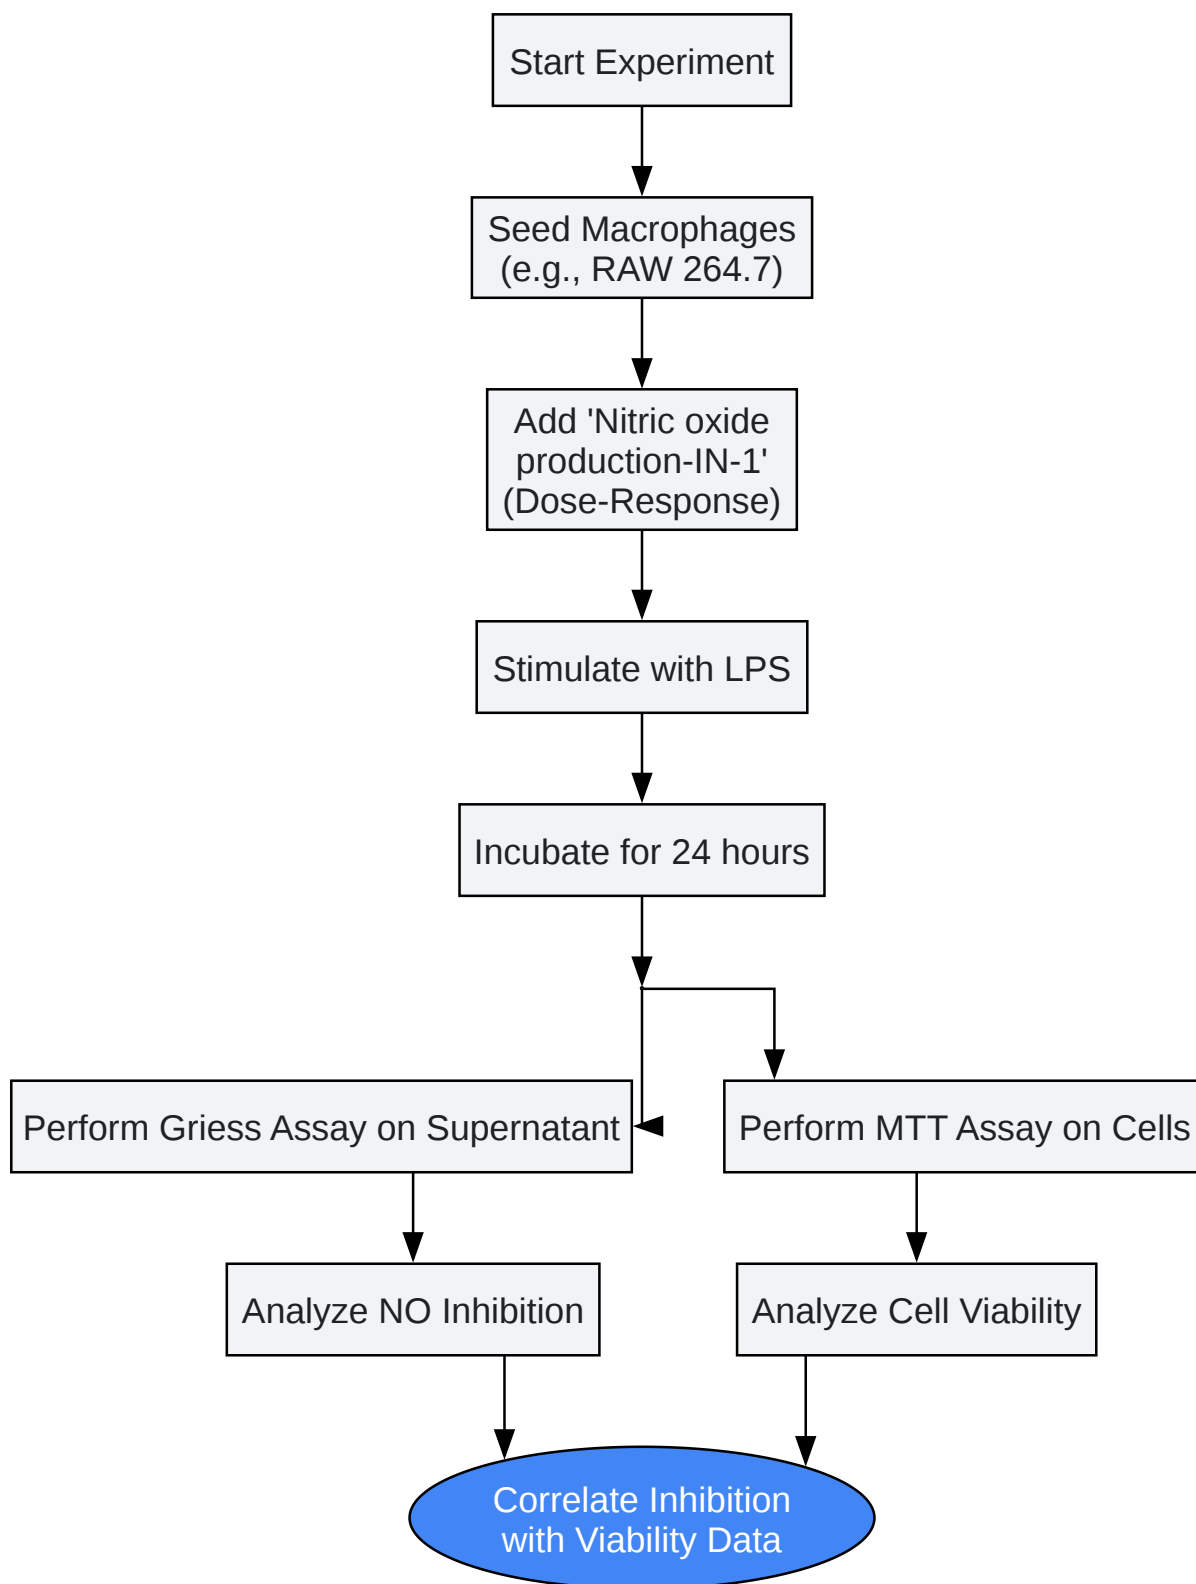 Start Experiment
Seed Macrophages
(e.g., RAW 264.7)
Add 'Nitric oxide
production-IN-1'
(Dose-Response)
Stimulate with LPS
Incubate for 24 hours
Perform Griess Assay on Supernatant
Perform MTT Assay on Cells
Analyze NO Inhibition
Analyze Cell Viability
Correlate Inhibition
with Viability Data